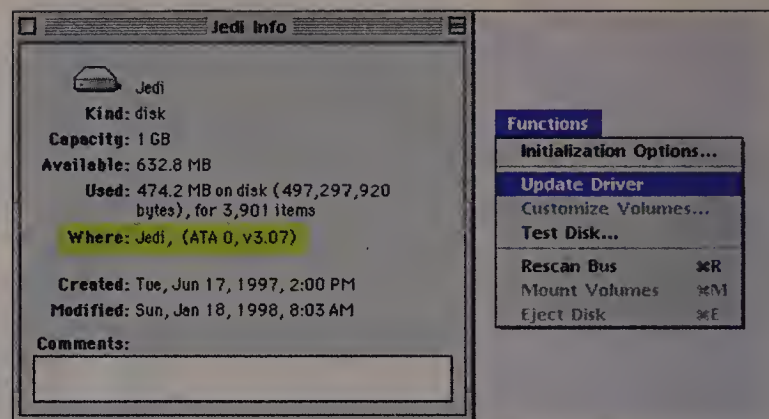 Jedi Info
Jedi
Kind: disk
Capacity: 1 GB
Available: 632.8 MB
Used: 474.2 MB on disk (497,297,920
bytes), for 3,901 items
Where: Jedi, (ATA 0, v3.07)
Created: Tue, Jun 17, 1997, 2:00 PM
Modified: Sun, Jan 18, 1998, 8:03 AM
Comments:
Functions
Initialization Options...
Update Driver
Customize Volumes...
Test Disk...
Rescan Bus ⌘R
Mount Volumes ⌘M
Eject Disk ⌘E